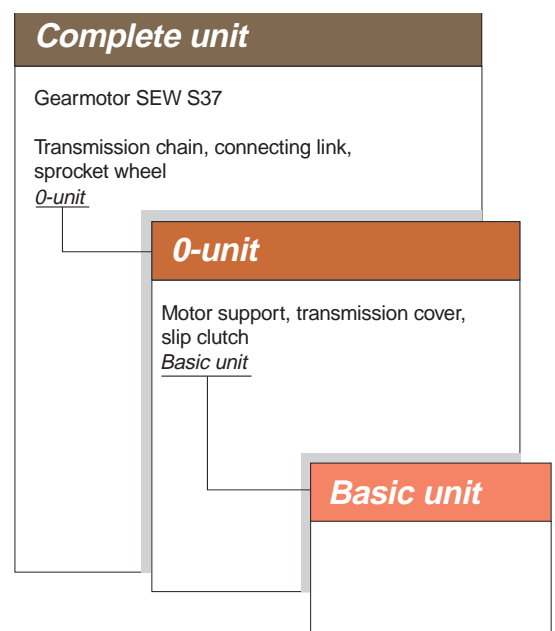 Complete unit
Gearmotor SEW S37
Transmission chain, connecting link,
sprocket wheel
0-unit
0-unit
Motor support, transmission cover,
slip clutch
Basic unit
Basic unit